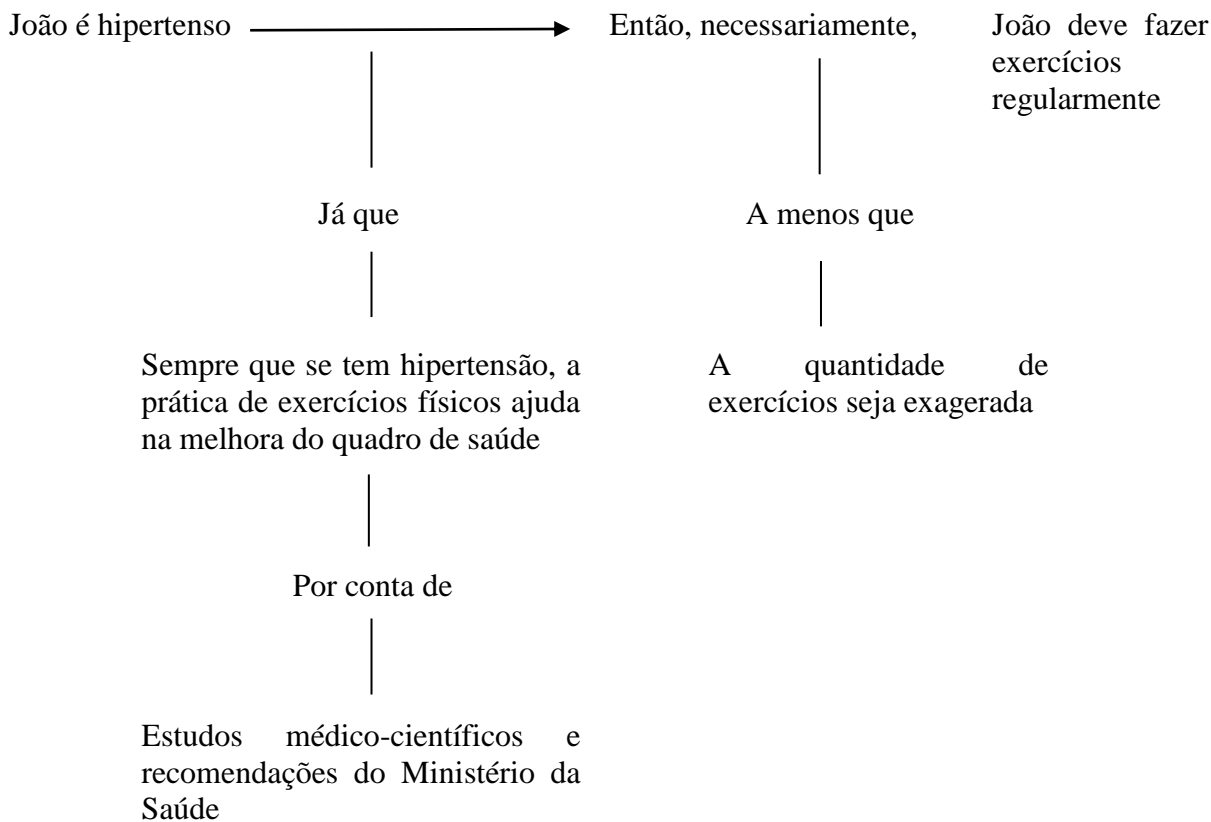 João é hipertenso
Então, necessariamente,
João deve fazer
exercícios
regularmente
Já que
A menos que
Sempre que se tem hipertensão, a
prática de exercícios físicos ajuda
na melhora do quadro de saúde
A quantidade de
exercícios seja exagerada
Por conta de
Estudos médico-científicos e
recomendações do Ministério da
Saúde